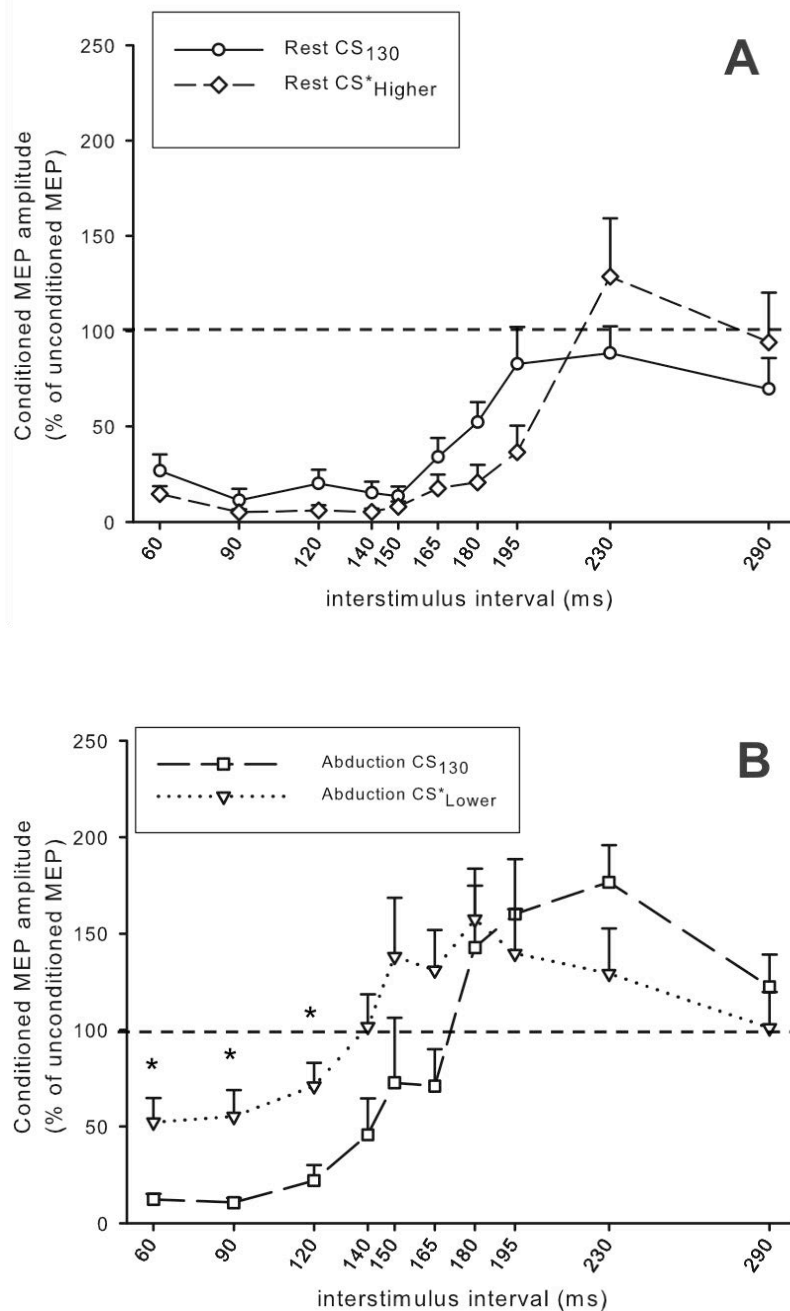 A
Rest CS130
Rest CS*Higher
250
200
150
100
50
0
Conditioned MEP amplitude
(% of unconditioned MEP)
60 90 120 140 150 165 180 195 230 290
interstimulus interval (ms)
B
Abduction CS130
Abduction CS*Lower
250
200
150
100
50
0
Conditioned MEP amplitude
(% of unconditioned MEP)
* * *
60 90 120 140 150 165 180 195 230 290
interstimulus interval (ms)